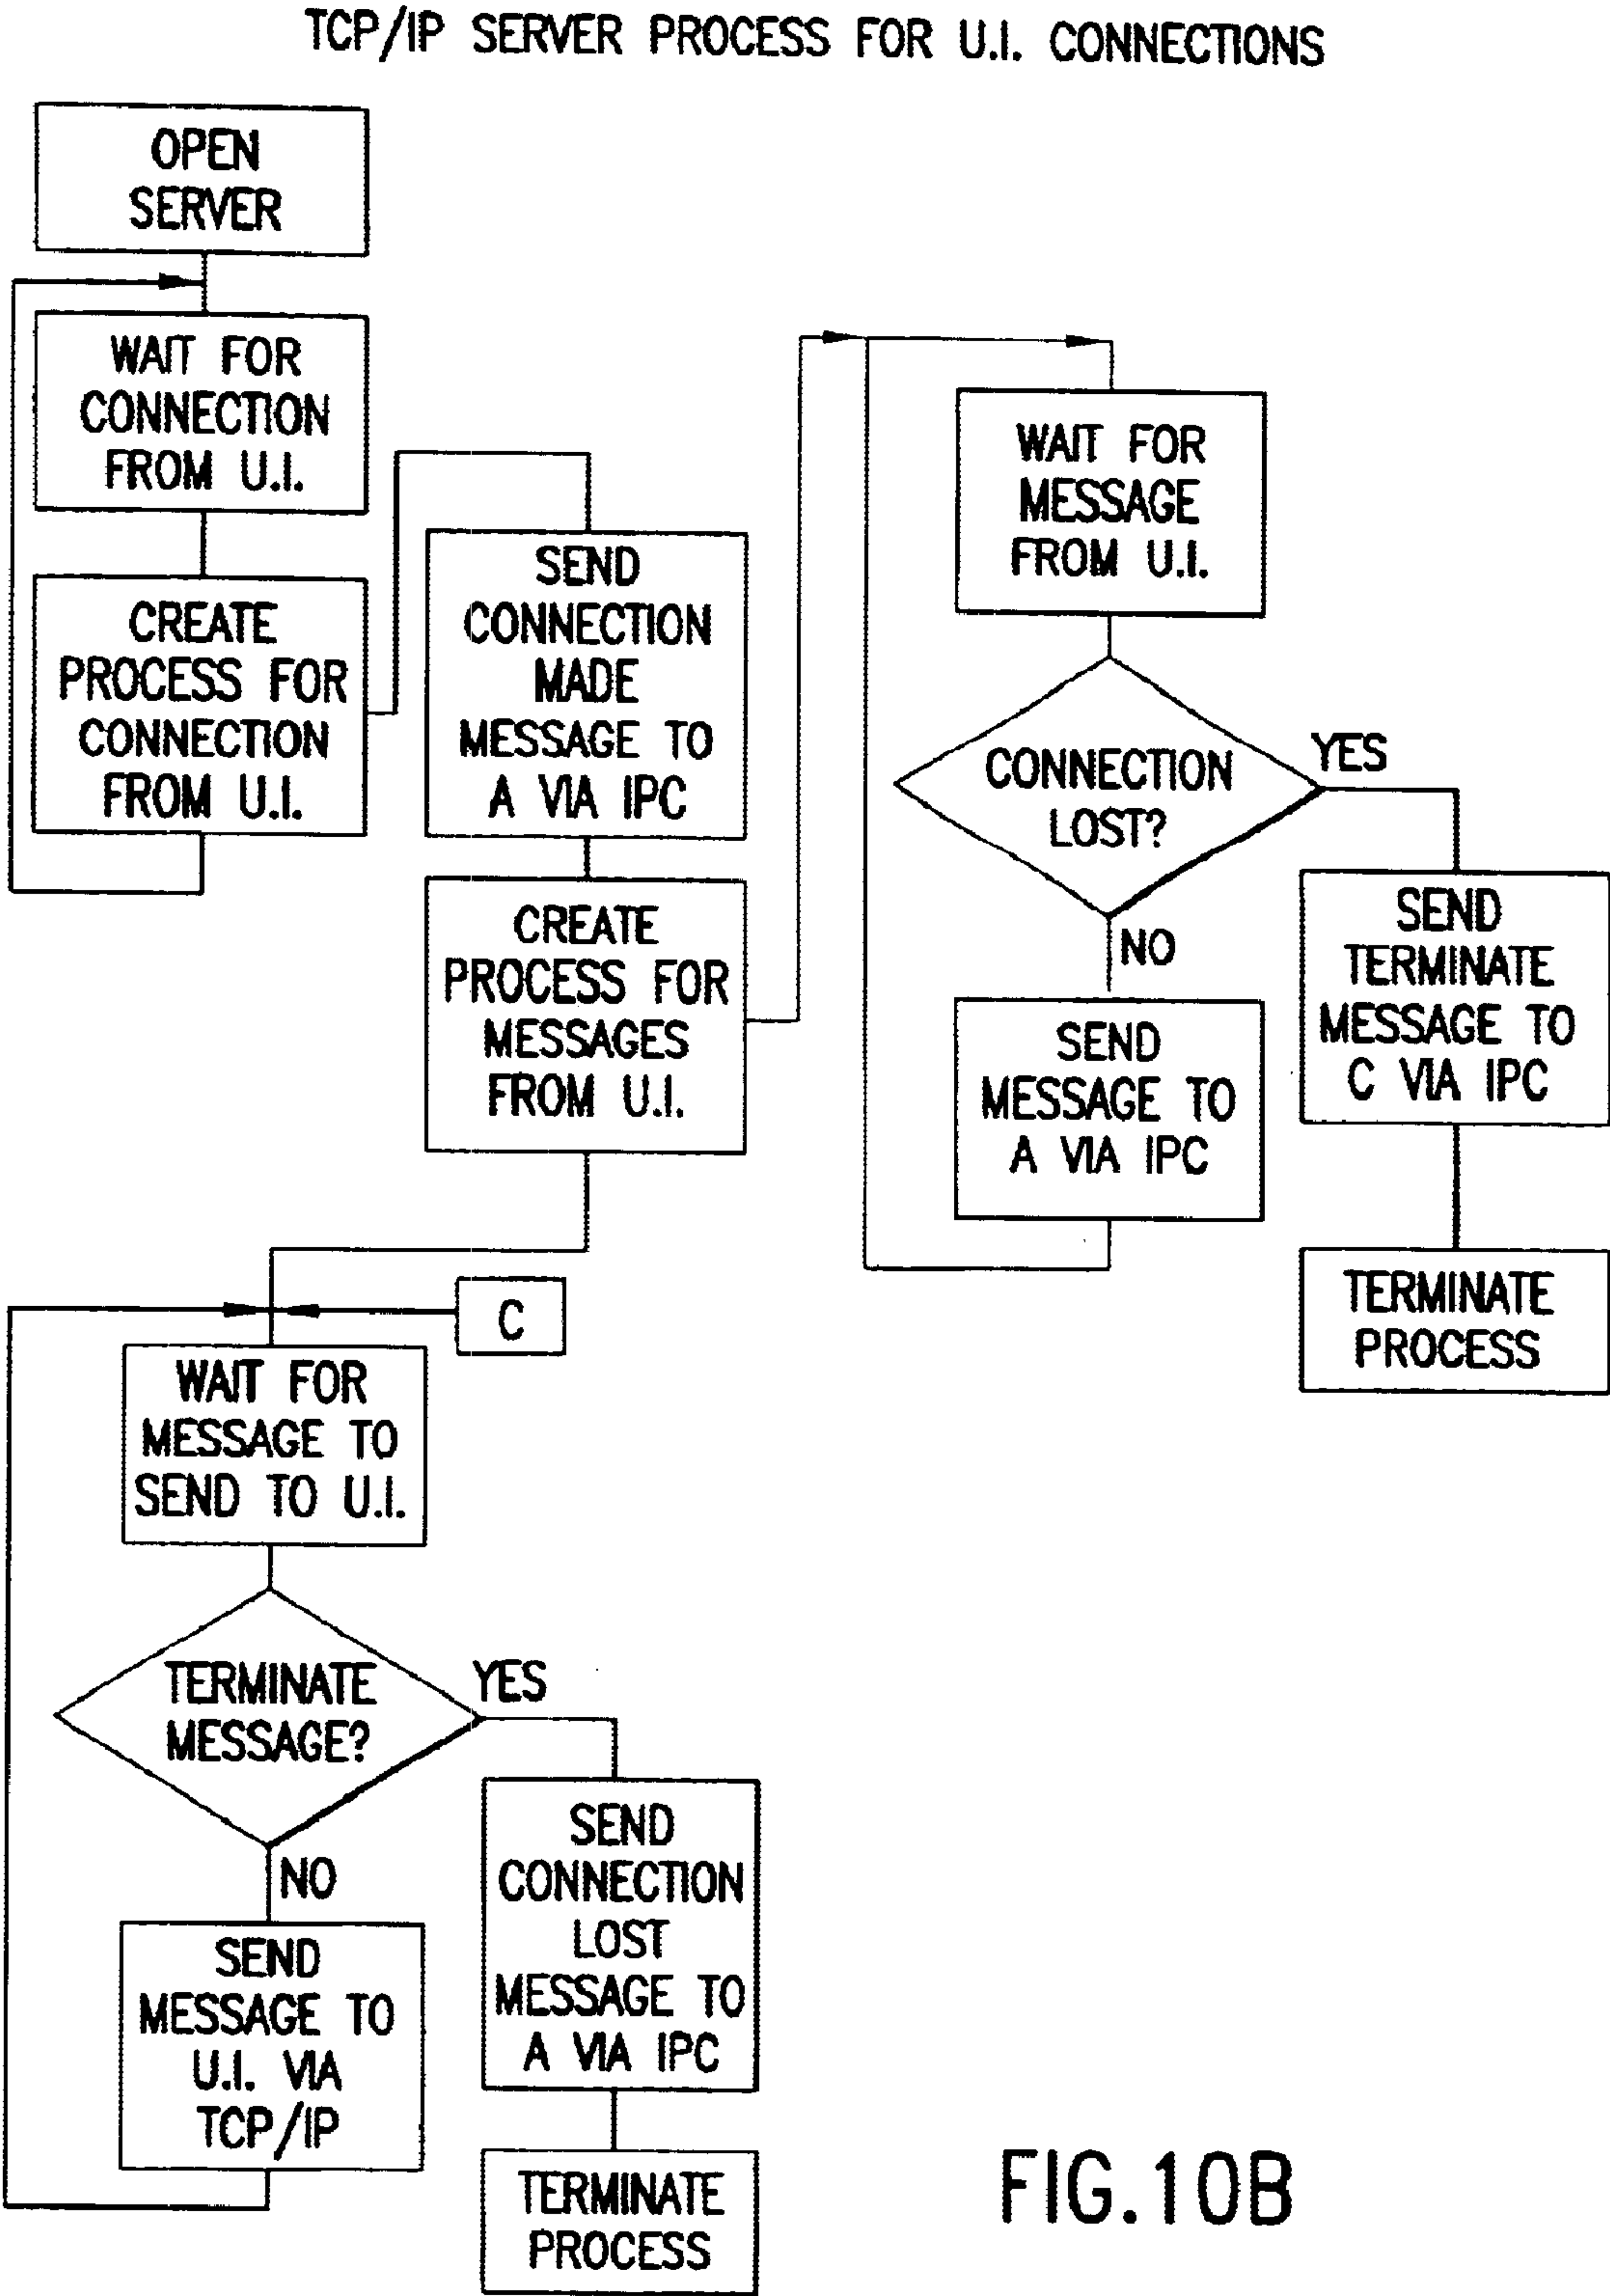 TCP/IP SERVER PROCESS FOR U.I. CONNECTIONS
OPEN
SERVER
WAIT FOR
CONNECTION
FROM U.I.
CREATE
PROCESS FOR
CONNECTION
FROM U.I.
SEND
CONNECTION
MADE
MESSAGE TO
A VIA IPC
CREATE
PROCESS FOR
MESSAGES
FROM U.I.
WAIT FOR
MESSAGE
FROM U.I.
CONNECTION
LOST?
YES
NO
SEND
MESSAGE TO
A VIA IPC
SEND
TERMINATE
MESSAGE TO
C VIA IPC
TERMINATE
PROCESS
C
WAIT FOR
MESSAGE TO
SEND TO U.I.
TERMINATE
MESSAGE?
YES
NO
SEND
MESSAGE TO
U.I. VIA
TCP/IP
SEND
CONNECTION
LOST
MESSAGE TO
A VIA IPC
TERMINATE
PROCESS
FIG.10B